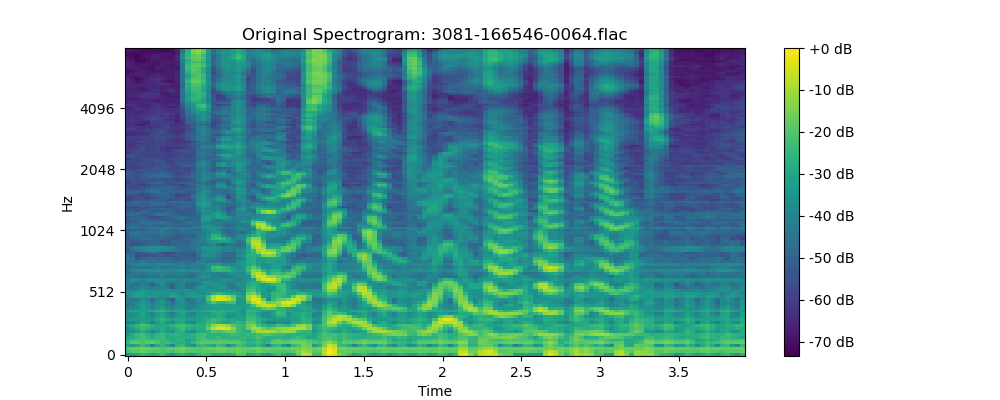 Original Spectrogram: 3081-166546-0064.flac
Hz
4096
2048
1024
512
0
0 0.5 1 1.5 2 2.5 3 3.5
Time
+0 dB
-10 dB
-20 dB
-30 dB
-40 dB
-50 dB
-60 dB
-70 dB